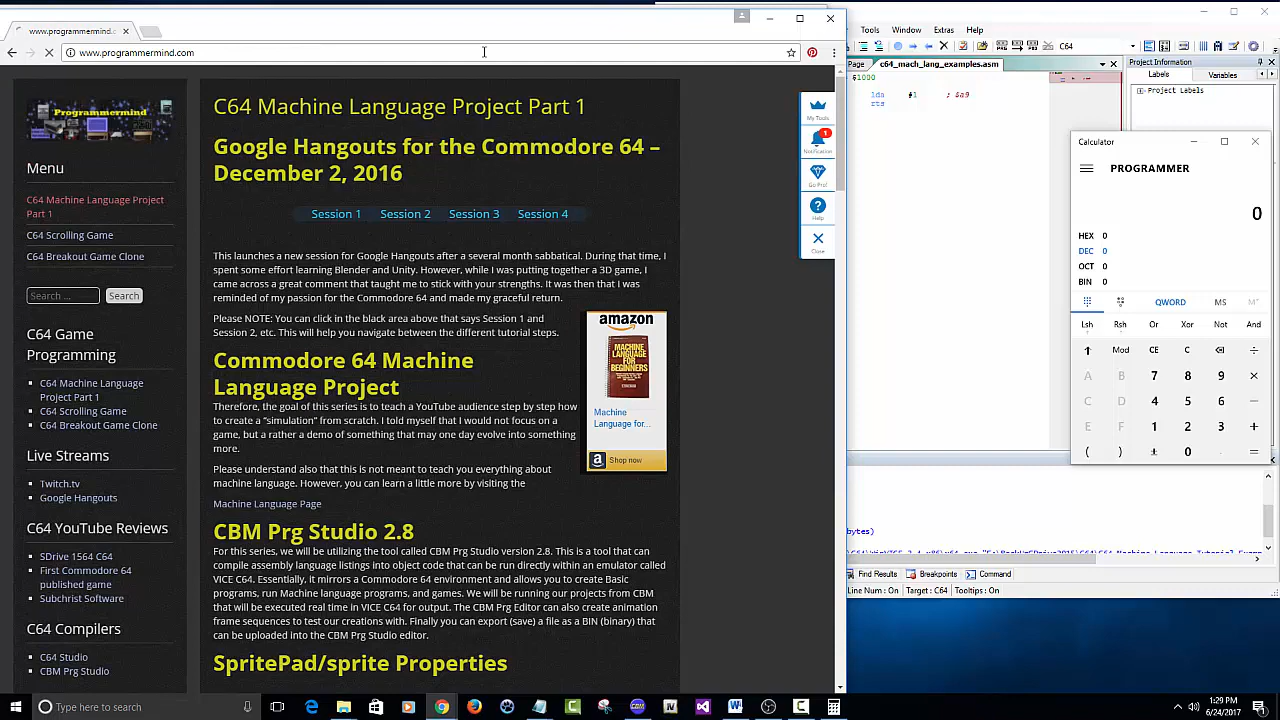 www.programmermind.c
www.programmermind.com
Programmermind
Menu
C64 Machine Language Project
Part 1
C64 Scrolling Game
C64 Breakout Game Clone
Search ...
Search
C64 Game
Programming
C64 Machine Language
Project Part 1
C64 Scrolling Game
C64 Breakout Game Clone
Live Streams
Twitch.tv
Google Hangouts
C64 YouTube Reviews
SDrive 1564 C64
First Commodore 64
published game
Subchrist Software
C64 Compilers
C64 Studio
CBM Prg Studio
C64 Machine Language Project Part 1
Google Hangouts for the Commodore 64 –
December 2, 2016
Session 1 Session 2 Session 3 Session 4
This launches a new session for Google Hangouts after a several month sabbatical. During that time, I
spent some effort learning Blender and Unity. However, while I was putting together a 3D game, I
came across a great comment that taught me to stick with your strengths. It was then that I was
reminded of my passion for the Commodore 64 and made my graceful return.
Please NOTE: You can click in the black area above that says Session 1 and
Session 2, etc. This will help you navigate between the different tutorial steps.
Commodore 64 Machine
Language Project
Therefore, the goal of this series is to teach a YouTube audience step by step how
to create a "simulation" from scratch. I told myself that I would not focus on a
game, but a rather a demo of something that may one day evolve into something
more.
Please understand also that this is not meant to teach you everything about
machine language. However, you can learn a little more by visiting the
Machine Language Page
amazon
MACHINE
LANGUAGE
FOR
BEGINNERS
Machine
Language for...
Shop now
CBM Prg Studio 2.8
For this series, we will be utilizing the tool called CBM Prg Studio version 2.8. This is a tool that can
compile assembly language listings into object code that can be run directly within an emulator called
VICE C64. Essentially, it mirrors a Commodore 64 environment and allows you to create Basic
programs, machine language programs, and games. We will be running our projects from CBM
that will be executed real time in VICE C64 for output. The CBM Prg Editor can also create animation
frame sequences to test our creations with. Finally you can export (save) a file as a BIN (binary) that
can be uploaded into the CBM Prg Studio editor.
SpritePad/sprite Properties
My Tools
1
Notification
Go Pro!
Help
Close
Tools Window Extras Help
C64
Page c64_mach_lang_examples.asm
$1000
lda #1 ; $a9
rts
Project Information
Labels Variables
Project Labels
Calculator
PROGRAMMER
0
HEX 0
DEC 0
OCT 0
BIN 0
QWORD MS M˅
Lsh Rsh Or Xor Not And
↑ Mod CE C ÷
A B 7 8 9 ×
C D 4 5 6 −
E F 1 2 3 +
( ) ± 0 . =
bytes)
Find Results Breakpoints Command
Line Num : On Target : C64 Tooltips : On
Type here to search
1:29 PM
6/24/2017